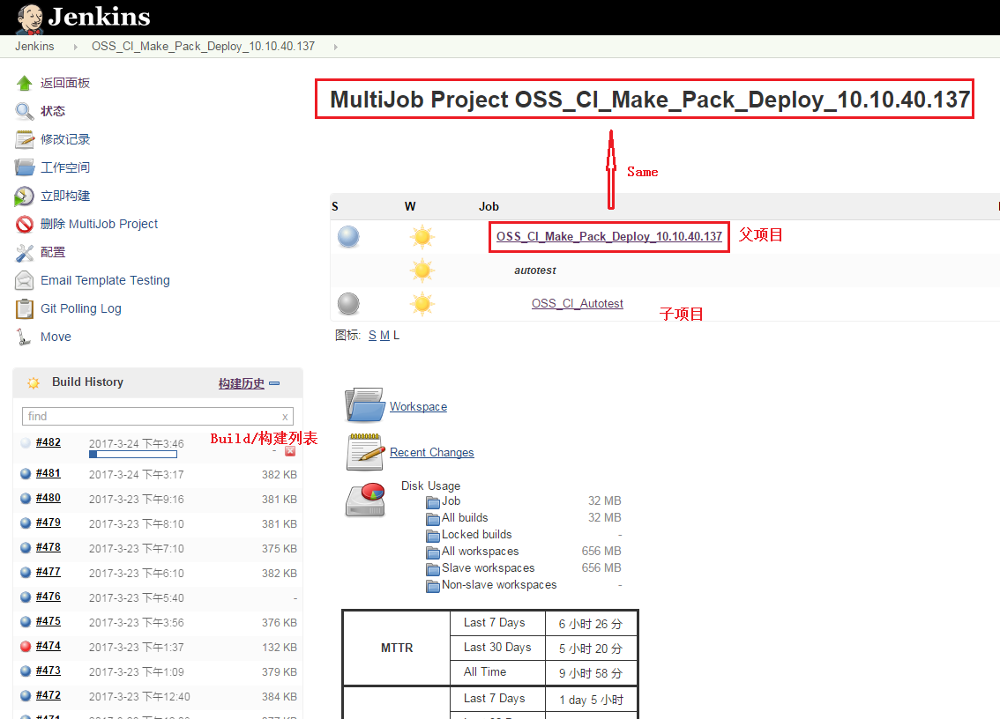 Jenkins
Jenkins OSS_CI_Make_Pack_Deploy_10.10.40.137
返回面板
状态
修改记录
工作空间
立即构建
删除 MultiJob Project
配置
Email Template Testing
Git Polling Log
Move
Build History 构建历史
find x
Build/构建列表
#482 2017-3-24 下午3:46 -
#481 2017-3-24 下午3:17 382 KB
#480 2017-3-23 下午9:16 381 KB
#479 2017-3-23 下午8:10 381 KB
#478 2017-3-23 下午7:10 375 KB
#477 2017-3-23 下午6:10 382 KB
#476 2017-3-23 下午5:40 -
#475 2017-3-23 下午3:56 376 KB
#474 2017-3-23 下午1:37 132 KB
#473 2017-3-23 下午1:09 379 KB
#472 2017-3-23 下午12:40 384 KB
MultiJob Project OSS_CI_Make_Pack_Deploy_10.10.40.137
Same
S W Job
OSS_CI_Make_Pack_Deploy_10.10.40.137 父项目
autotest
OSS_CI_Autotest
子项目
图标: S M L
Workspace
Recent Changes
Disk Usage
Job 32 MB
All builds 32 MB
Locked builds -
All workspaces 656 MB
Slave workspaces 656 MB
Non-slave workspaces -
MTTR
Last 7 Days 6 小时 26 分
Last 30 Days 5 小时 20 分
All Time 9 小时 58 分
Last 7 Days 1 day 5 小时